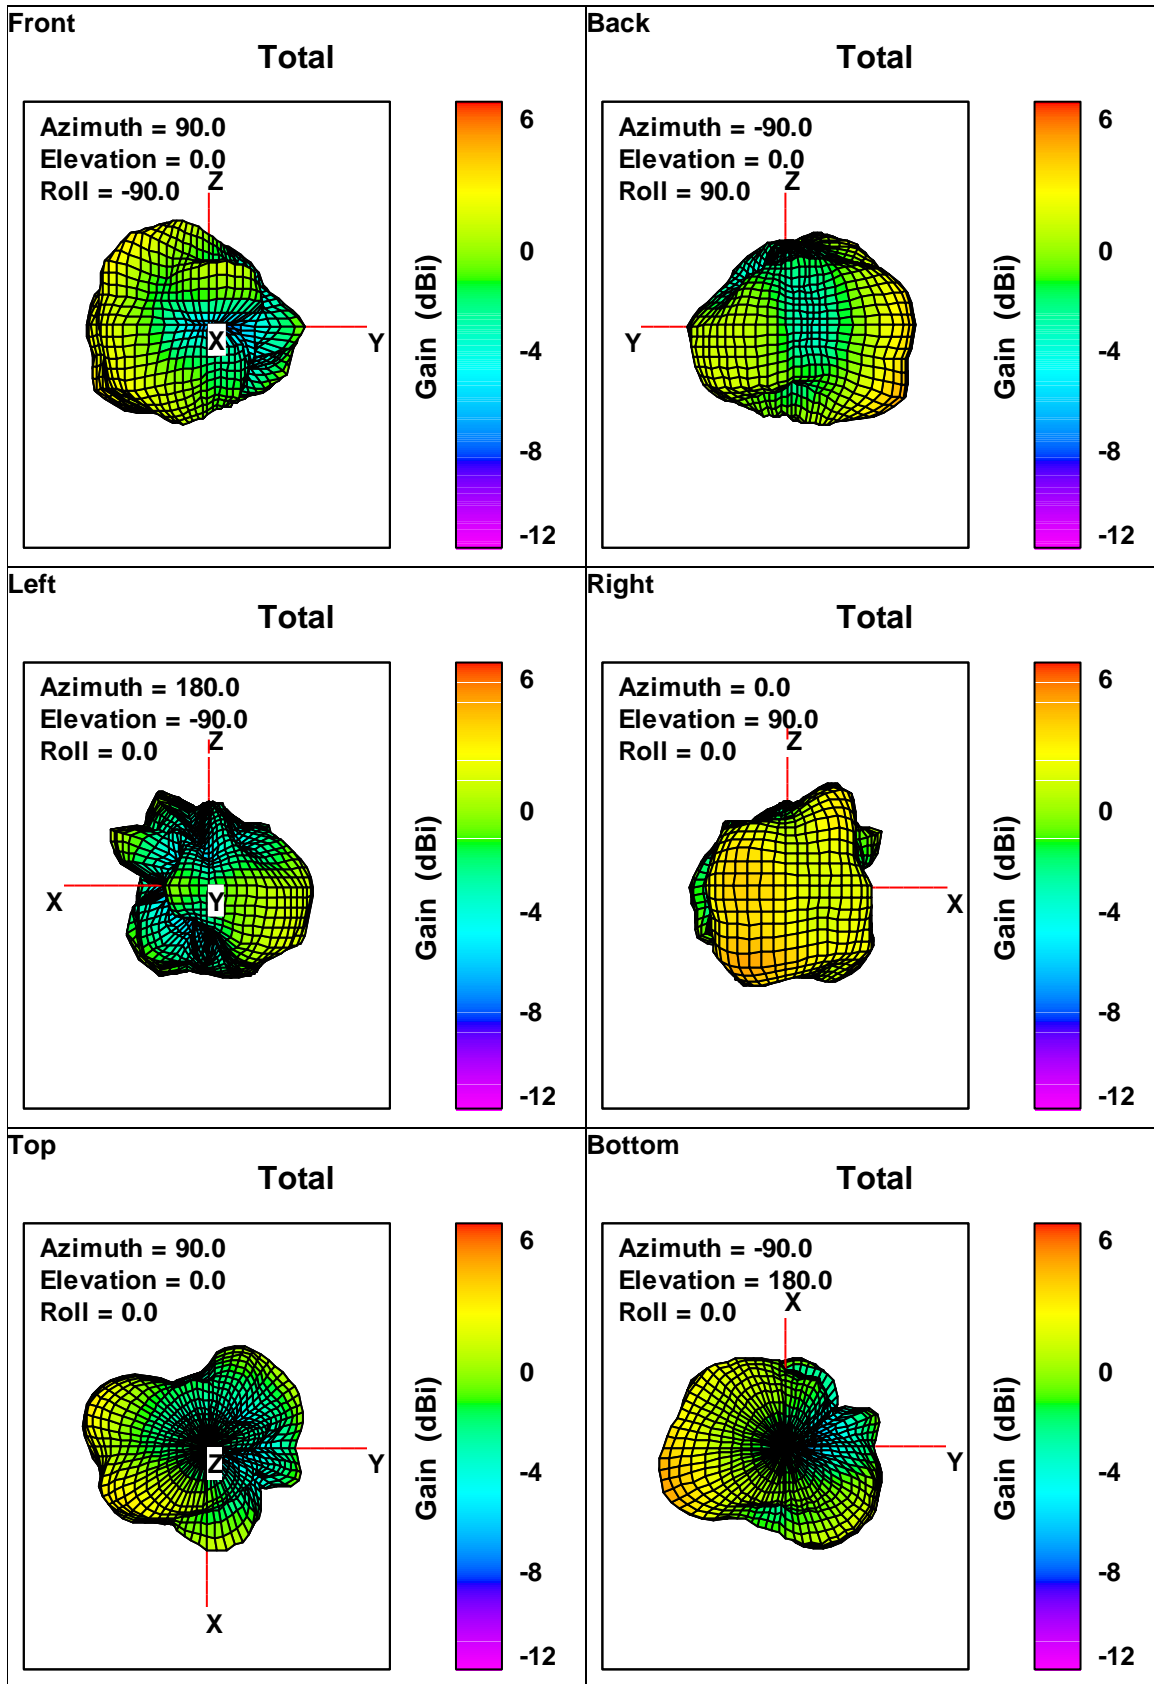 Front
Total
Azimuth = 90.0
Elevation = 0.0
Roll = -90.0
Z
X
Y
Gain (dBi)
6
0
-4
-8
-12
Back
Total
Azimuth = -90.0
Elevation = 0.0
Roll = 90.0
Z
Y
Gain (dBi)
6
0
-4
-8
-12
Left
Total
Azimuth = 180.0
Elevation = -90.0
Roll = 0.0
Z
Y
X
Gain (dBi)
6
0
-4
-8
-12
Right
Total
Azimuth = 0.0
Elevation = 90.0
Roll = 0.0
Z
X
Gain (dBi)
6
0
-4
-8
-12
Top
Total
Azimuth = 90.0
Elevation = 0.0
Roll = 0.0
Z
Y
X
Gain (dBi)
6
0
-4
-8
-12
Bottom
Total
Azimuth = -90.0
Elevation = 180.0
Roll = 0.0
X
Y
Gain (dBi)
6
0
-4
-8
-12